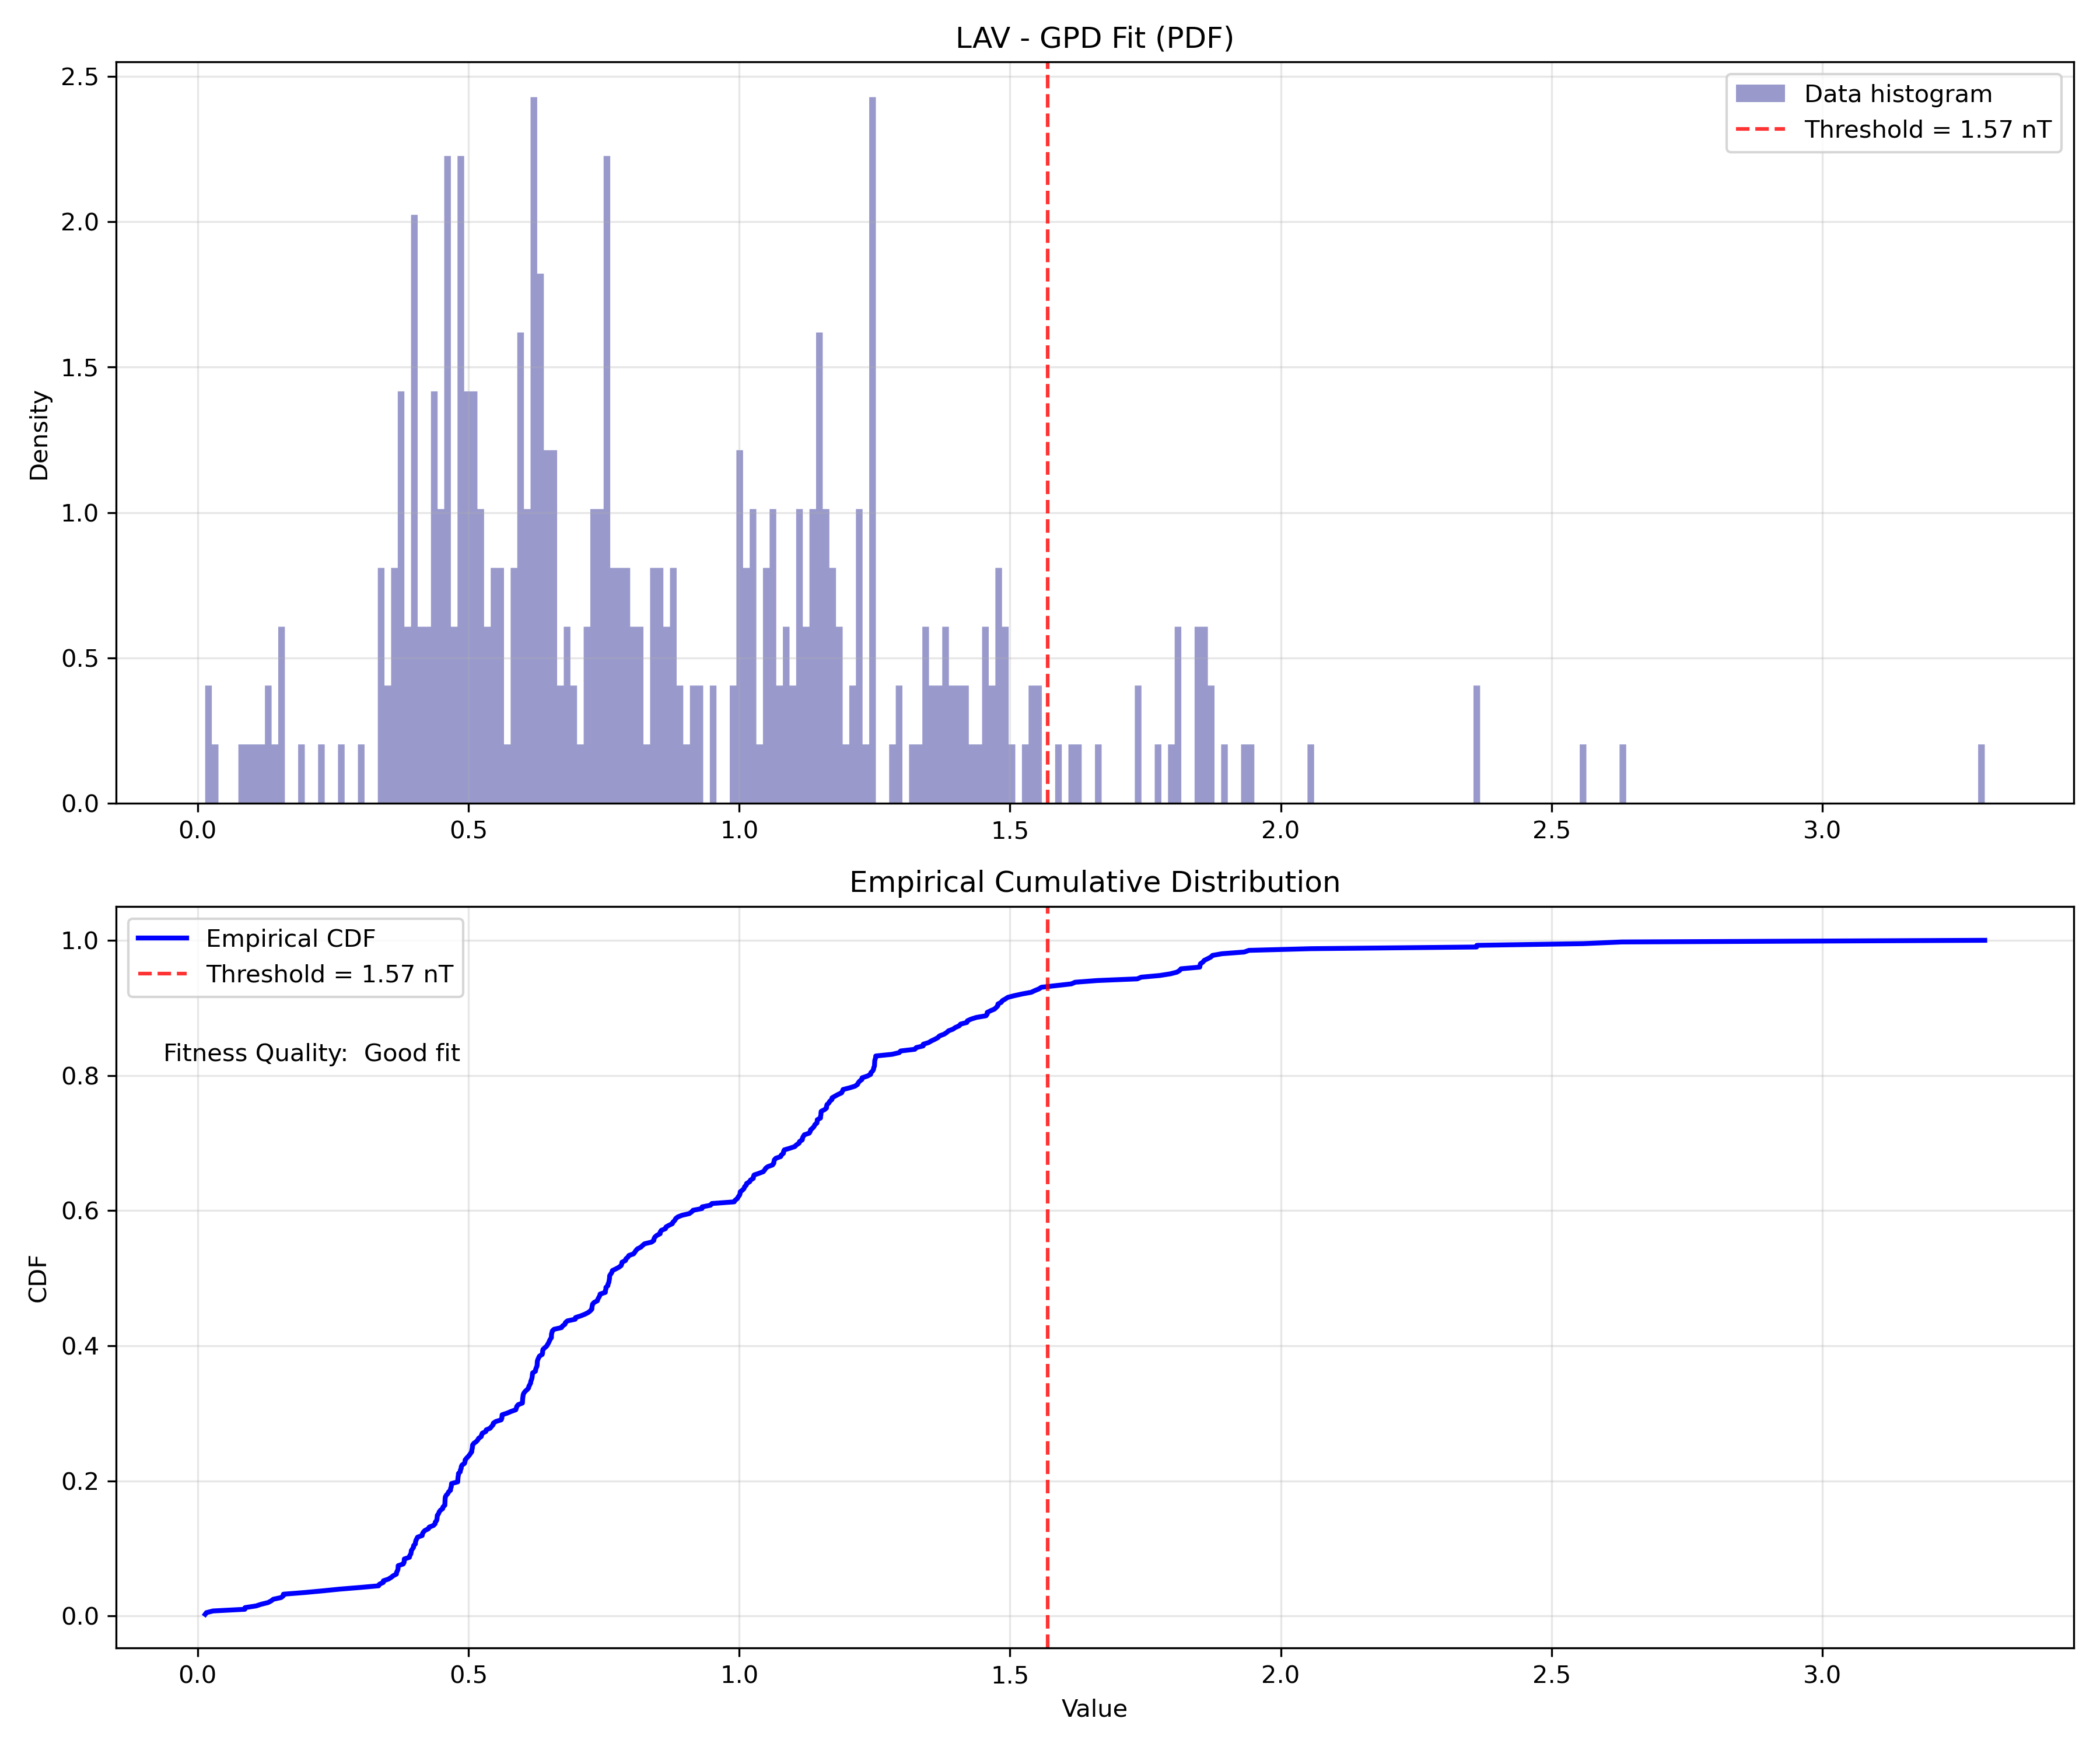 LAV - GPD Fit (PDF)
2.5
2.0
1.5
1.0
0.5
0.0
Density
Data histogram
Threshold = 1.57 nT
0.0 0.5 1.0 1.5 2.0 2.5 3.0
Empirical Cumulative Distribution
1.0
0.8
0.6
0.4
0.2
0.0
CDF
Empirical CDF
Threshold = 1.57 nT
Fitness Quality: Good fit
0.0 0.5 1.0 1.5 2.0 2.5 3.0
Value